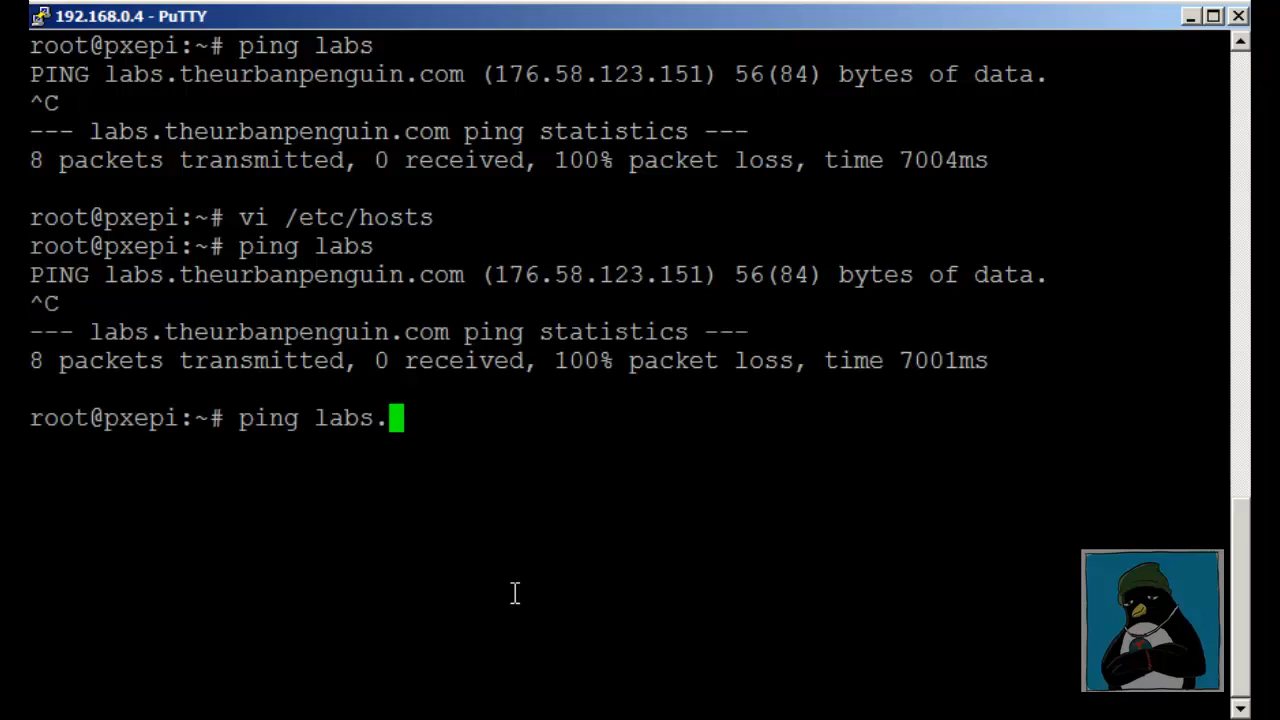 192.168.0.4 - PuTTY
root@pxepi:~# ping labs
PING labs.theurbanpenguin.com (176.58.123.151) 56(84) bytes of data.
^C
--- labs.theurbanpenguin.com ping statistics ---
8 packets transmitted, 0 received, 100% packet loss, time 7004ms
root@pxepi:~# vi /etc/hosts
root@pxepi:~# ping labs
PING labs.theurbanpenguin.com (176.58.123.151) 56(84) bytes of data.
^C
--- labs.theurbanpenguin.com ping statistics ---
8 packets transmitted, 0 received, 100% packet loss, time 7001ms
root@pxepi:~# ping labs.